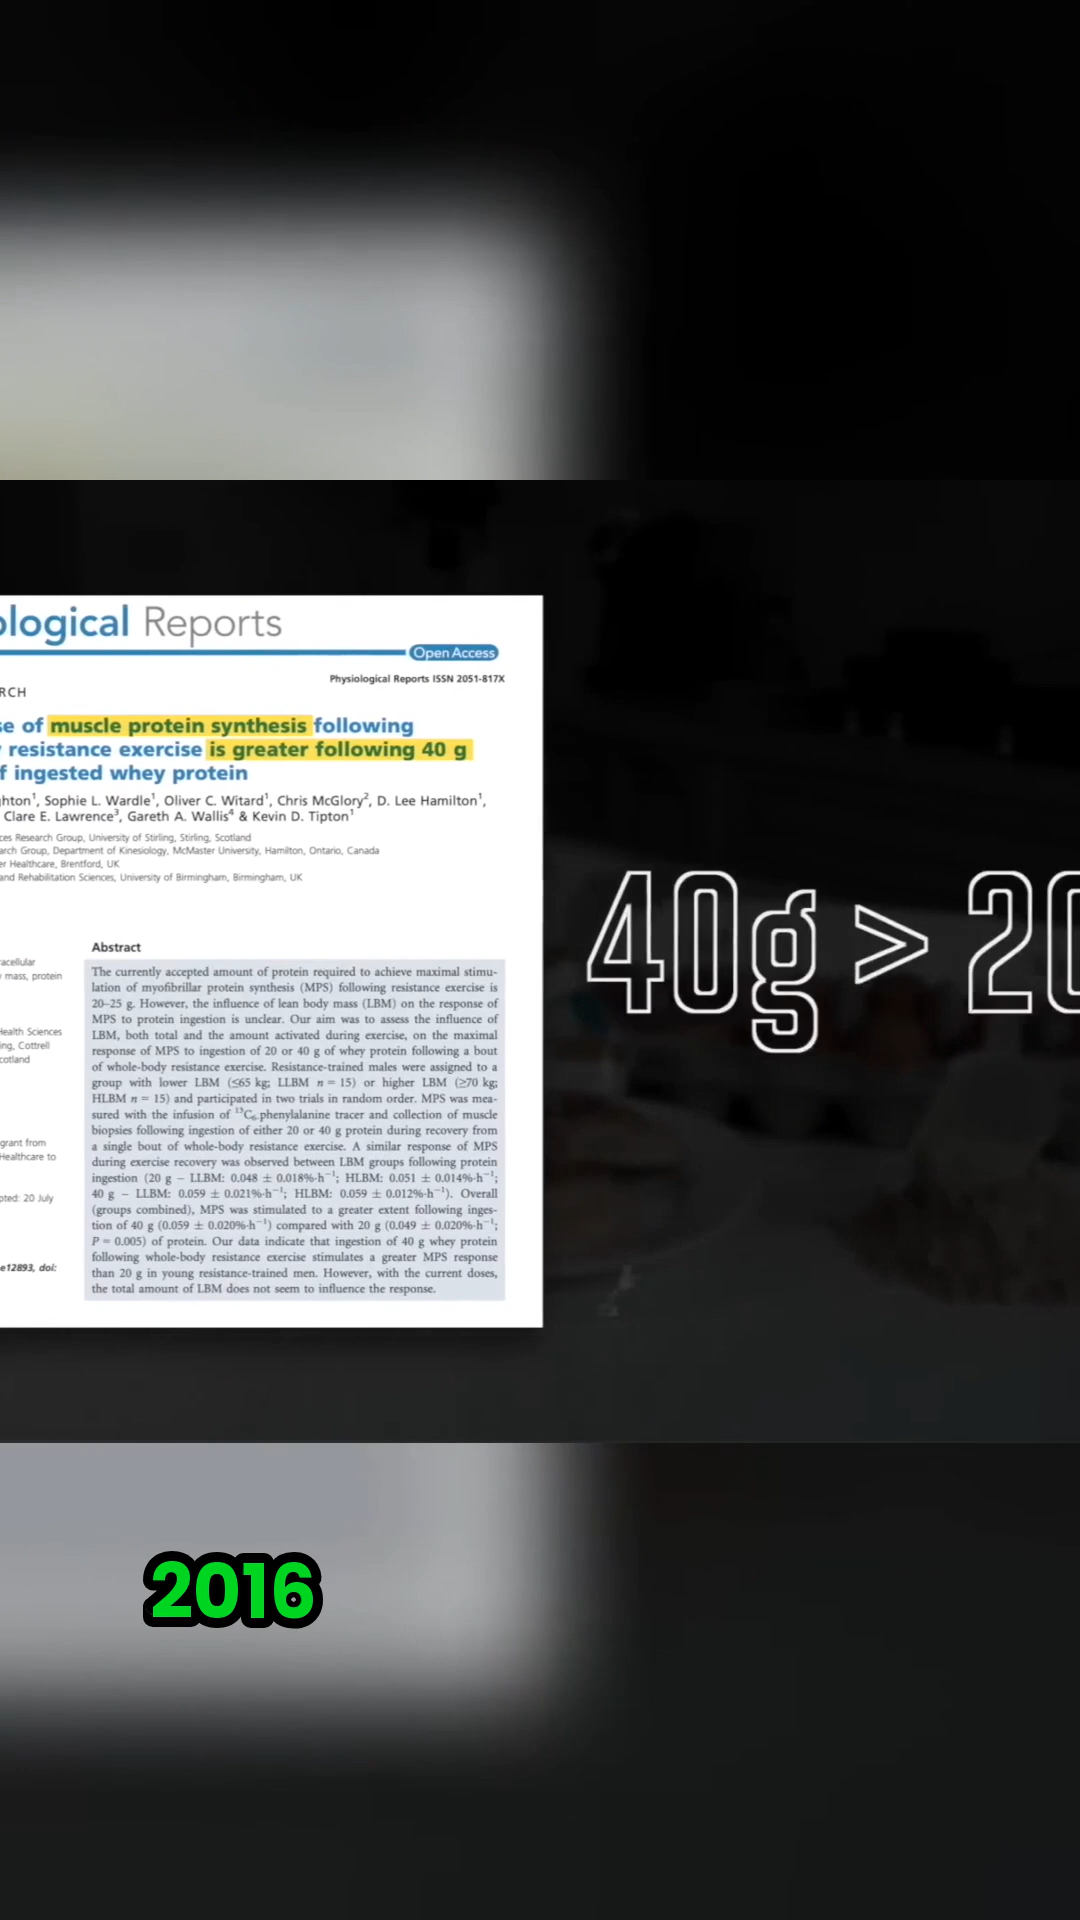 ological Reports
Open Access
Physiological Reports ISSN 2051-817X
RCH
se of muscle protein synthesis following
resistance exercise is greater following 40 g
f ingested whey protein
hton1, Sophie L. Wardle1, Oliver C. Witard1, Chris McGlory2, D. Lee Hamilton1,
Clare E. Lawrence3, Gareth A. Wallis4 & Kevin D. Tipton1
ces Research Group, University of Stirling, Stirling, Scotland
arch Group, Department of Kinesiology, McMaster University, Hamilton, Ontario, Canada
er Healthcare, Brentford, UK
and Rehabilitation Sciences, University of Birmingham, Birmingham, UK
racellular
mass, protein
Health Sciences
ing, Cottrell
cotland
grant from
Healthcare to
pted: 20 July
e12893, doi:
Abstract
The currently accepted amount of protein required to achieve maximal stimu-
lation of myofibrillar protein synthesis (MPS) following resistance exercise is
20–25 g. However, the influence of lean body mass (LBM) on the response of
MPS to protein ingestion is unclear. Our aim was to assess the influence of
LBM, both total and the amount activated during exercise, on the maximal
response of MPS to ingestion of 20 or 40 g of whey protein following a bout
of whole-body resistance exercise. Resistance-trained males were assigned to a
group with lower LBM (≤65 kg; LLBM n = 15) or higher LBM (≥70 kg;
HLBM n = 15) and participated in two trials in random order. MPS was mea-
sured with the infusion of 13C6 phenylalanine tracer and collection of muscle
biopsies following ingestion of either 20 or 40 g protein during recovery from
a single bout of whole-body resistance exercise. A similar response of MPS
during exercise recovery was observed between LBM groups following protein
ingestion (20 g – LLBM: 0.048 ± 0.018%·h−1; HLBM: 0.051 ± 0.014%·h−1;
40 g – LLBM: 0.059 ± 0.021%·h−1; HLBM: 0.059 ± 0.012%·h−1). Overall
(groups combined), MPS was stimulated to a greater extent following inges-
tion of 40 g (0.059 ± 0.020%·h−1) compared with 20 g (0.049 ± 0.020%·h−1;
P = 0.005) of protein. Our data indicate that ingestion of 40 g whey protein
following whole-body resistance exercise stimulates a greater MPS response
than 20 g in young resistance-trained men. However, with the current doses,
the total amount of LBM does not seem to influence the response.
40g > 20
2016